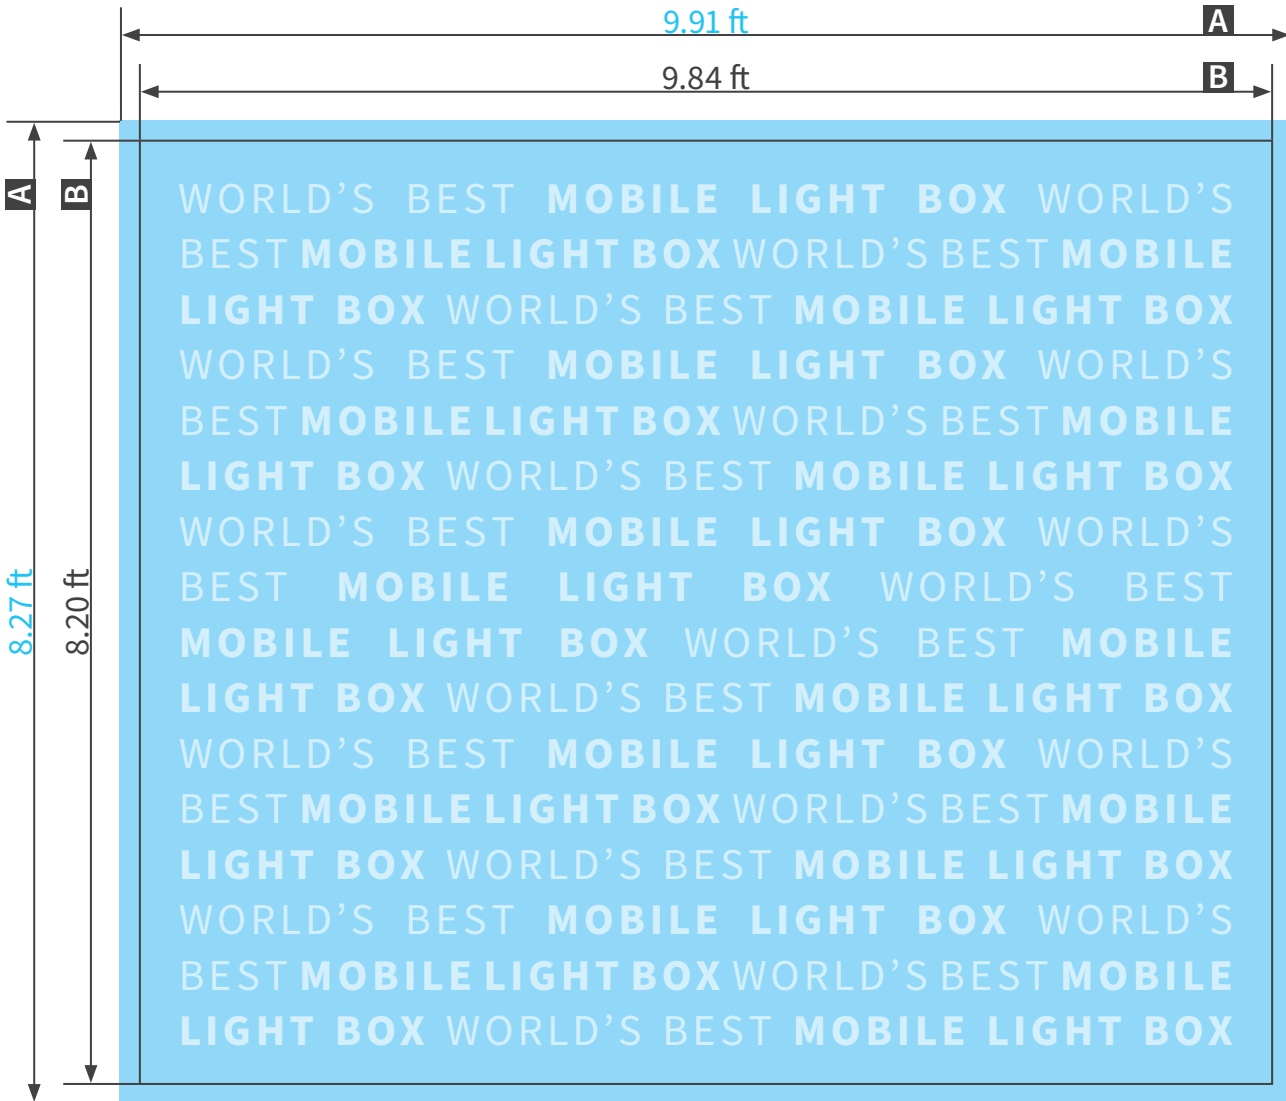 9.91 ft A
9.84 ft B
A
B
8.27 ft
8.20 ft
WORLD’S BEST MOBILE LIGHT BOX WORLD’S
BEST MOBILE LIGHT BOX WORLD’S BEST MOBILE
LIGHT BOX WORLD’S BEST MOBILE LIGHT BOX
WORLD’S BEST MOBILE LIGHT BOX WORLD’S
BEST MOBILE LIGHT BOX WORLD’S BEST MOBILE
LIGHT BOX WORLD’S BEST MOBILE LIGHT BOX
WORLD’S BEST MOBILE LIGHT BOX WORLD’S
BEST MOBILE LIGHT BOX WORLD’S BEST
MOBILE LIGHT BOX WORLD’S BEST MOBILE
LIGHT BOX WORLD’S BEST MOBILE LIGHT BOX
WORLD’S BEST MOBILE LIGHT BOX WORLD’S
BEST MOBILE LIGHT BOX WORLD’S BEST MOBILE
LIGHT BOX WORLD’S BEST MOBILE LIGHT BOX
WORLD’S BEST MOBILE LIGHT BOX WORLD’S
BEST MOBILE LIGHT BOX WORLD’S BEST MOBILE
LIGHT BOX WORLD’S BEST MOBILE LIGHT BOX